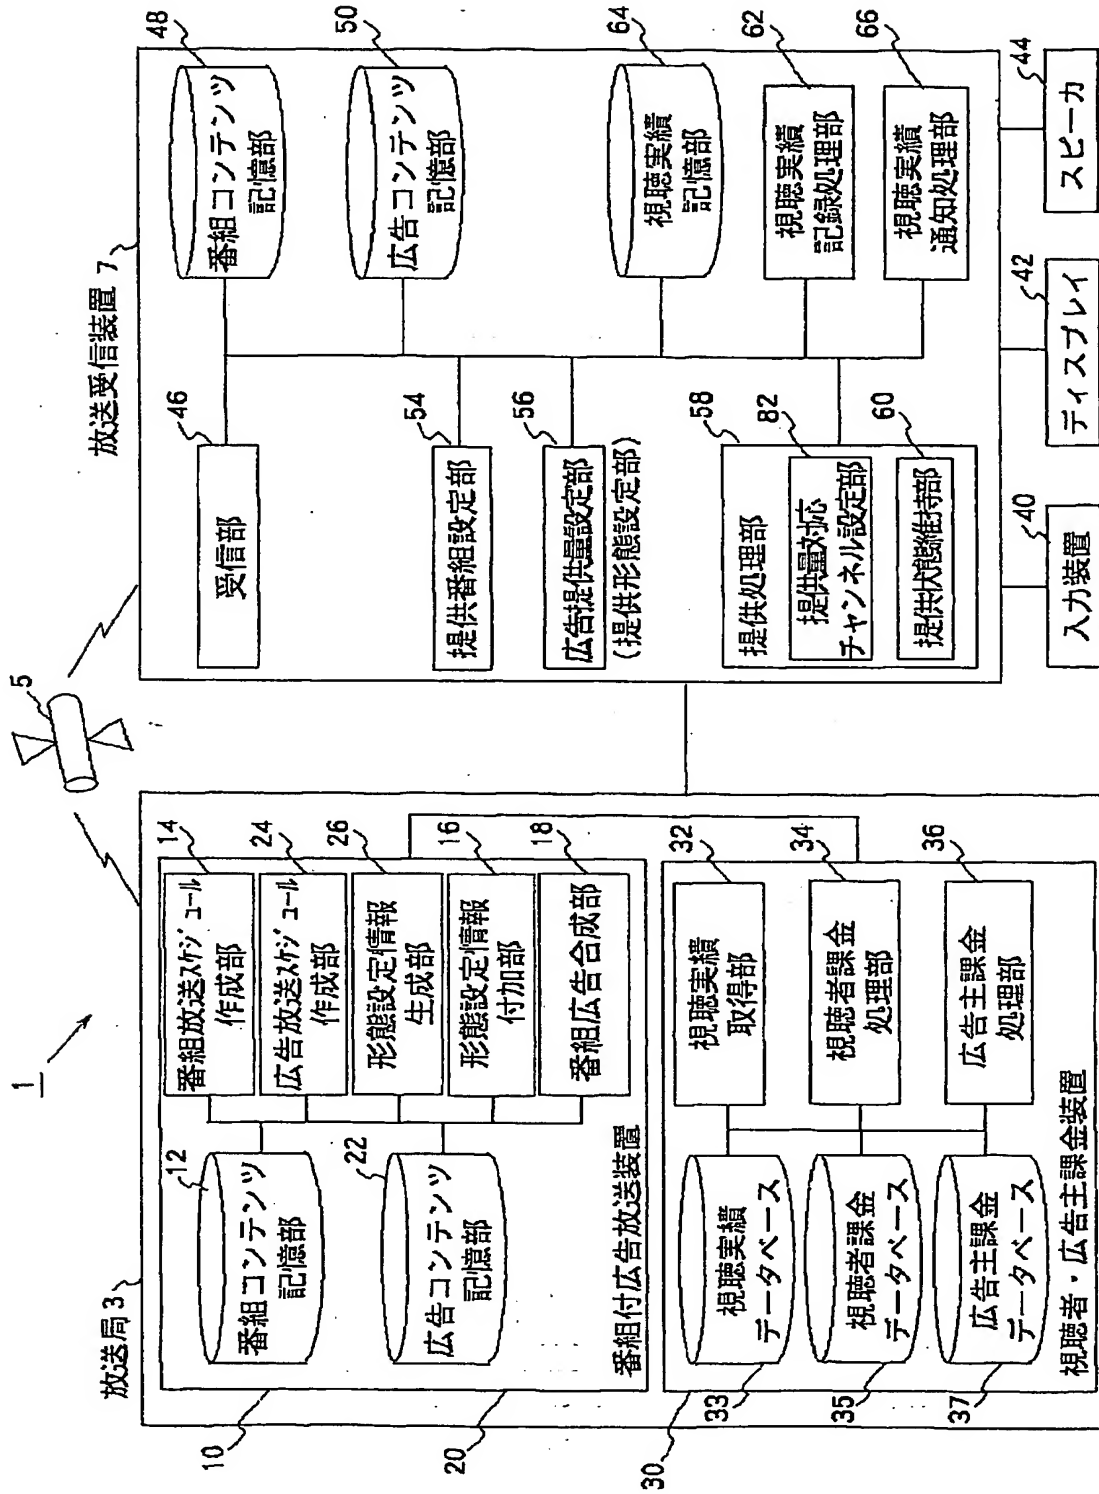 1
5
放送局 3
10
20
30
12
番組コンテンツ
記憶部
22
広告コンテンツ
記憶部
14
番組放送スケジュール
作成部
24
広告放送スケジュール
作成部
26
形態設定情報
生成部
16
形態設定情報
付加部
18
番組広告合成部
番組付広告放送装置
33
視聴実績
データベース
35
視聴者課金
データベース
37
広告主課金
データベース
32
視聴実績
取得部
34
視聴者課金
処理部
36
広告主課金
処理部
視聴者・広告主課金装置
放送受信装置 7
46
受信部
54
提供番組設定部
56
広告提供量設定部
(提供形態設定部)
58
提供処理部
82
提供量対応
チャンネル設定部
60
提供状態維持部
48
番組コンテンツ
記憶部
50
広告コンテンツ
記憶部
64
視聴実績
記憶部
62
視聴実績
記録処理部
66
視聴実績
通知処理部
40
入力装置
42
ディスプレイ
44
スピーカ